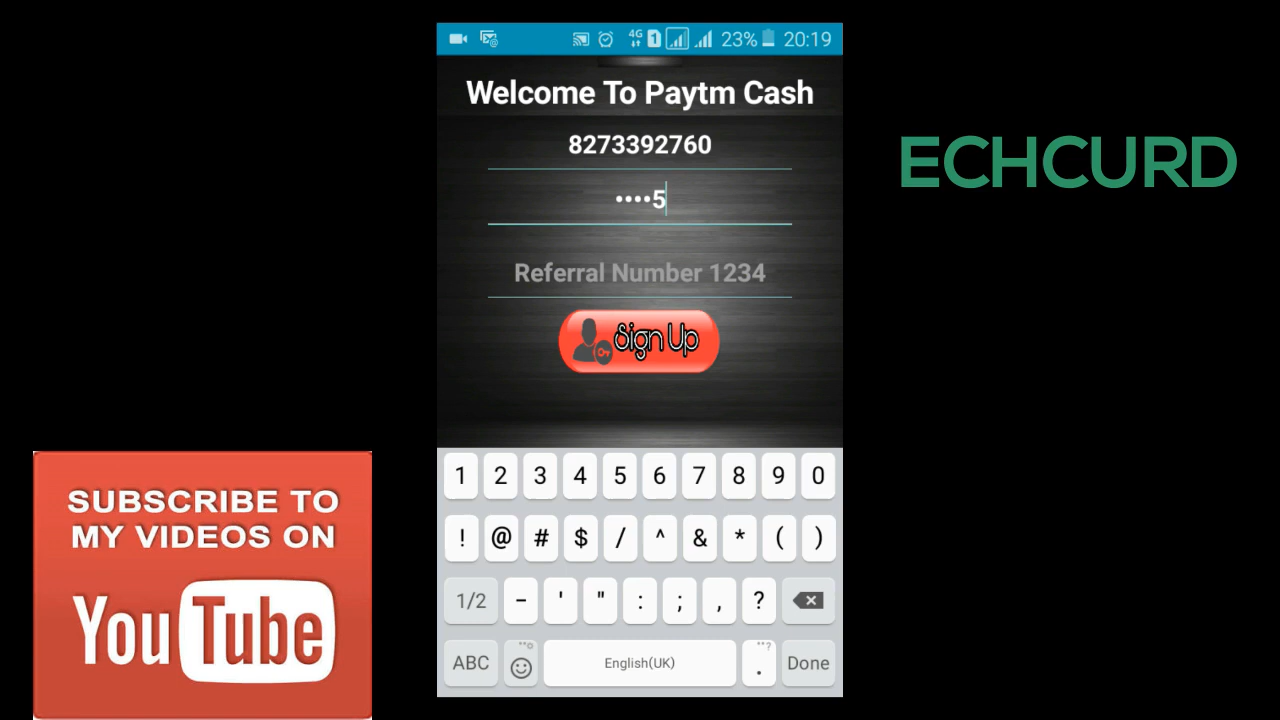 4G 1 23% 20:19
Welcome To Paytm Cash
8273392760
••••5
Referral Number 1234
Sign Up
ECHCURD
SUBSCRIBE TO
MY VIDEOS ON
YouTube
1 2 3 4 5 6 7 8 9 0
! @ # $ / ^ & * ( )
1/2 - ' " : ; , ?
ABC English(UK) . Done